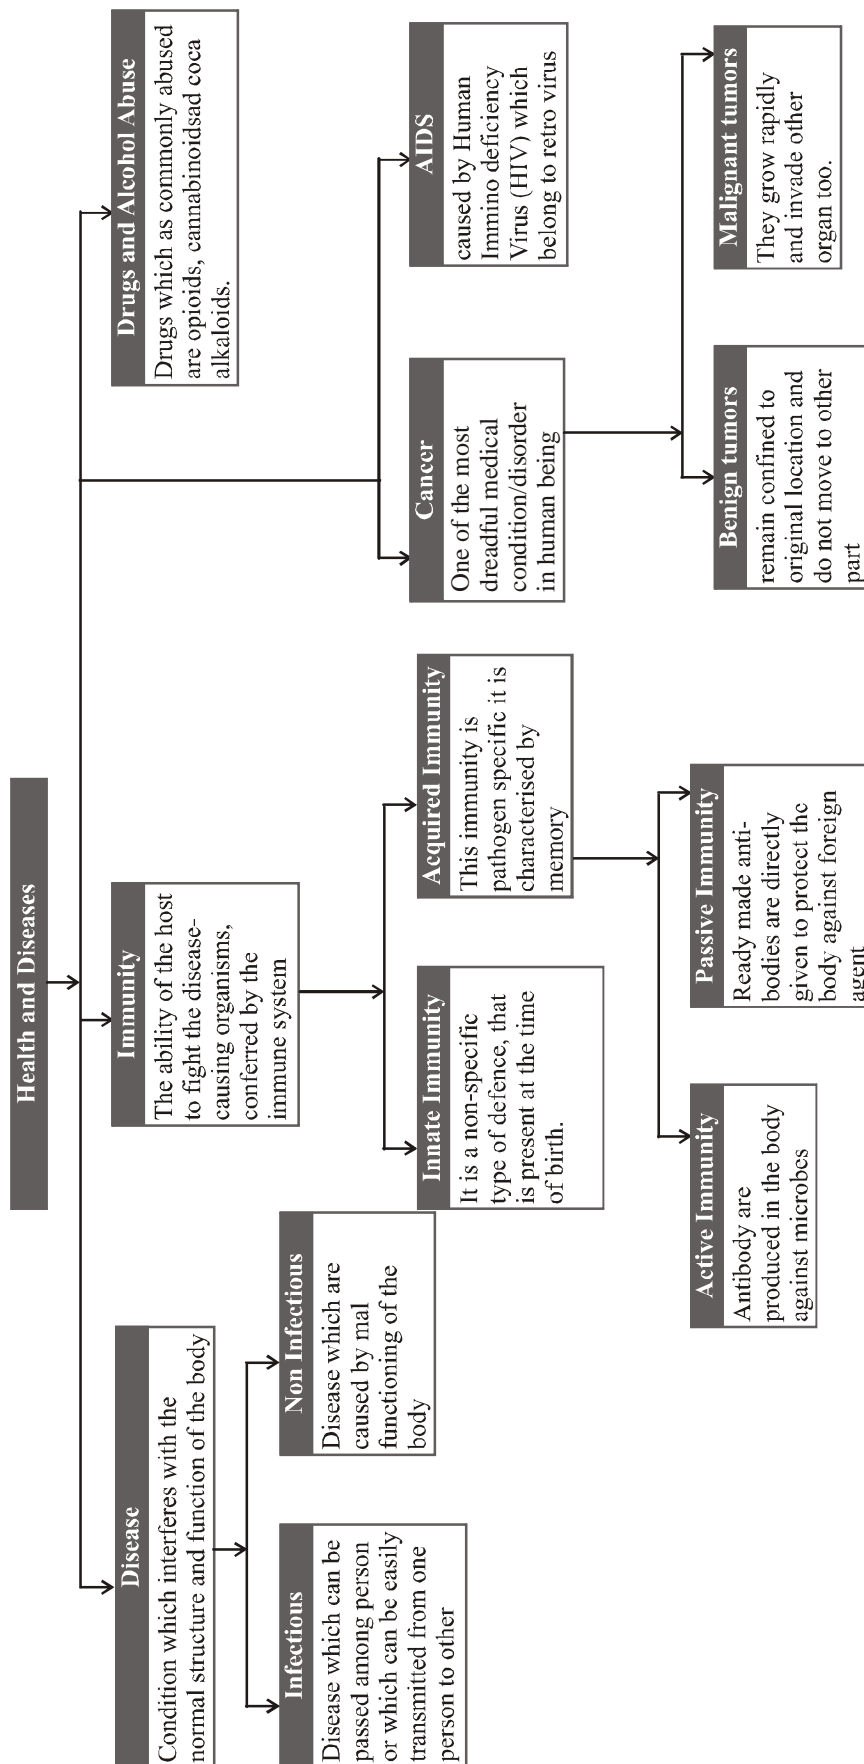 Health and Diseases
Disease
Condition which interferes with the
normal structure and function of the body
Infectious
Disease which can be
passed among person
or which can be easily
transmitted from one
person to other
Non Infectious
Disease which are
caused by mal
functioning of the
body
Immunity
The ability of the host
to fight the disease-
causing organisms,
conferred by the
immune system
Innate Immunity
It is a non-specific
type of defence, that
is present at the time
of birth.
Acquired Immunity
This immunity is
pathogen specific it is
characterised by
memory
Active Immunity
Antibody are
produced in the body
against microbes
Passive Immunity
Ready made anti-
bodies are directly
given to protect the
body against foreign
agent
Cancer
One of the most
dreadful medical
condition/disorder
in human being
Benign tumors
remain confined to
original location and
do not move to other
part
Malignant tumors
They grow rapidly
and invade other
organ too.
AIDS
caused by Human
Immino deficiency
Virus (HIV) which
belong to retro virus
Drugs and Alcohol Abuse
Drugs which as commonly abused
are opioids, cannabinoidsad coca
alkaloids.